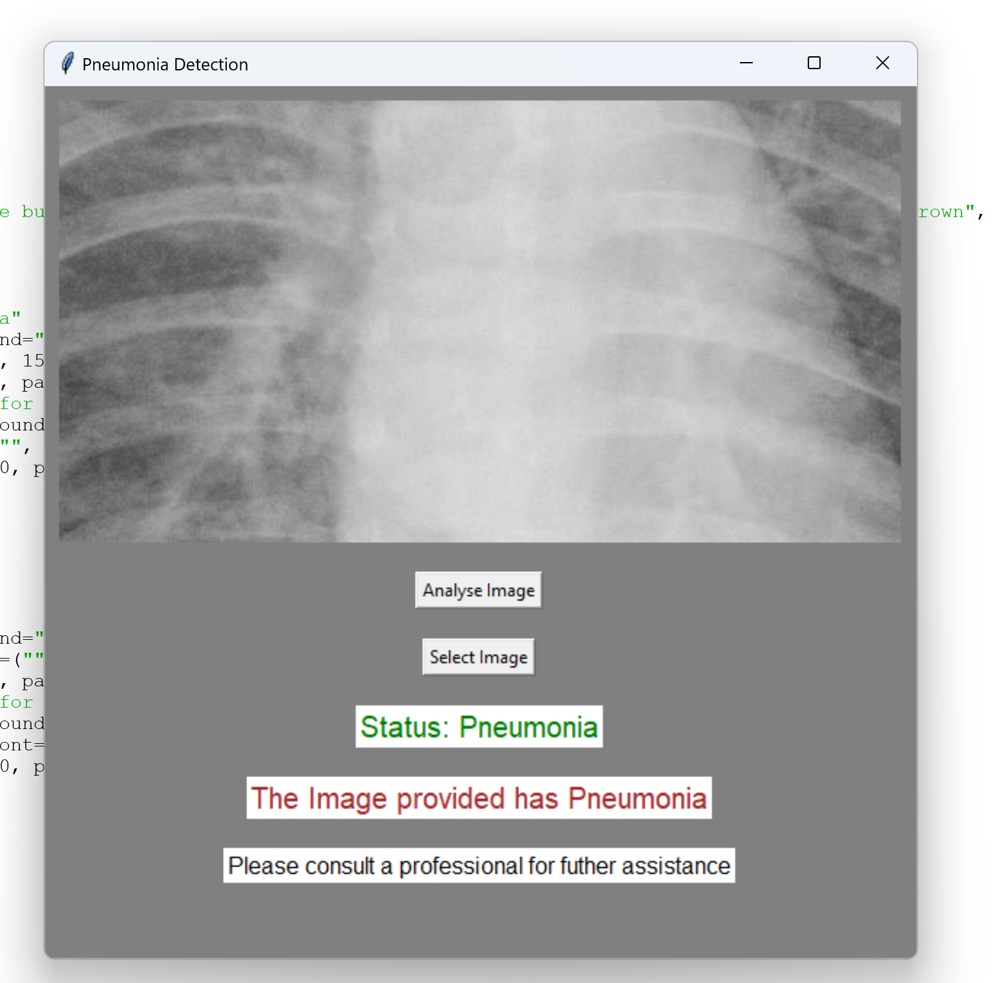 Pneumonia Detection
e bu
rown",
a"
nd="
, 15
, pa
for
ound
"",
0, p
Analyse Image
nd="
Select Image
=(""
, pa
for
Status: Pneumonia
ound
ont=
0, p
The Image provided has Pneumonia
Please consult a professional for futher assistance